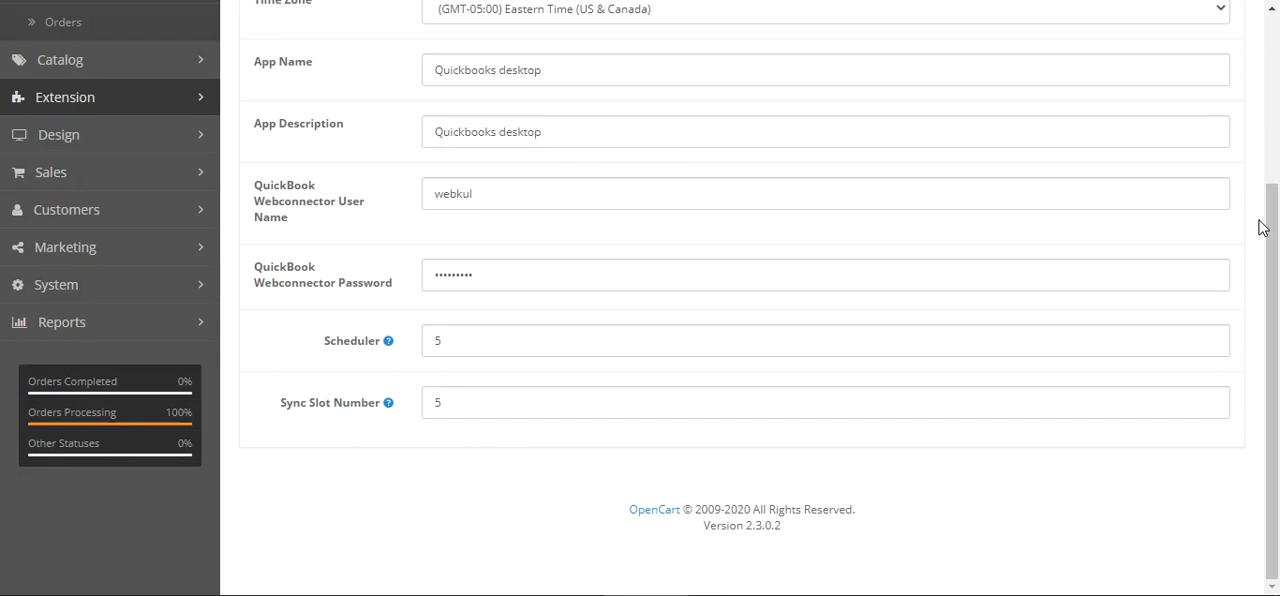 Time Zone
(GMT-05:00) Eastern Time (US & Canada)
Orders
Catalog
App Name
Quickbooks desktop
Extension
App Description
Quickbooks desktop
Design
Sales
QuickBook
Webconnector User
Name
webkul
Customers
Marketing
QuickBook
Webconnector Password
•••••••••
System
Reports
Scheduler ?
5
Orders Completed 0%
Orders Processing 100%
Other Statuses 0%
Sync Slot Number ?
5
OpenCart © 2009-2020 All Rights Reserved.
Version 2.3.0.2